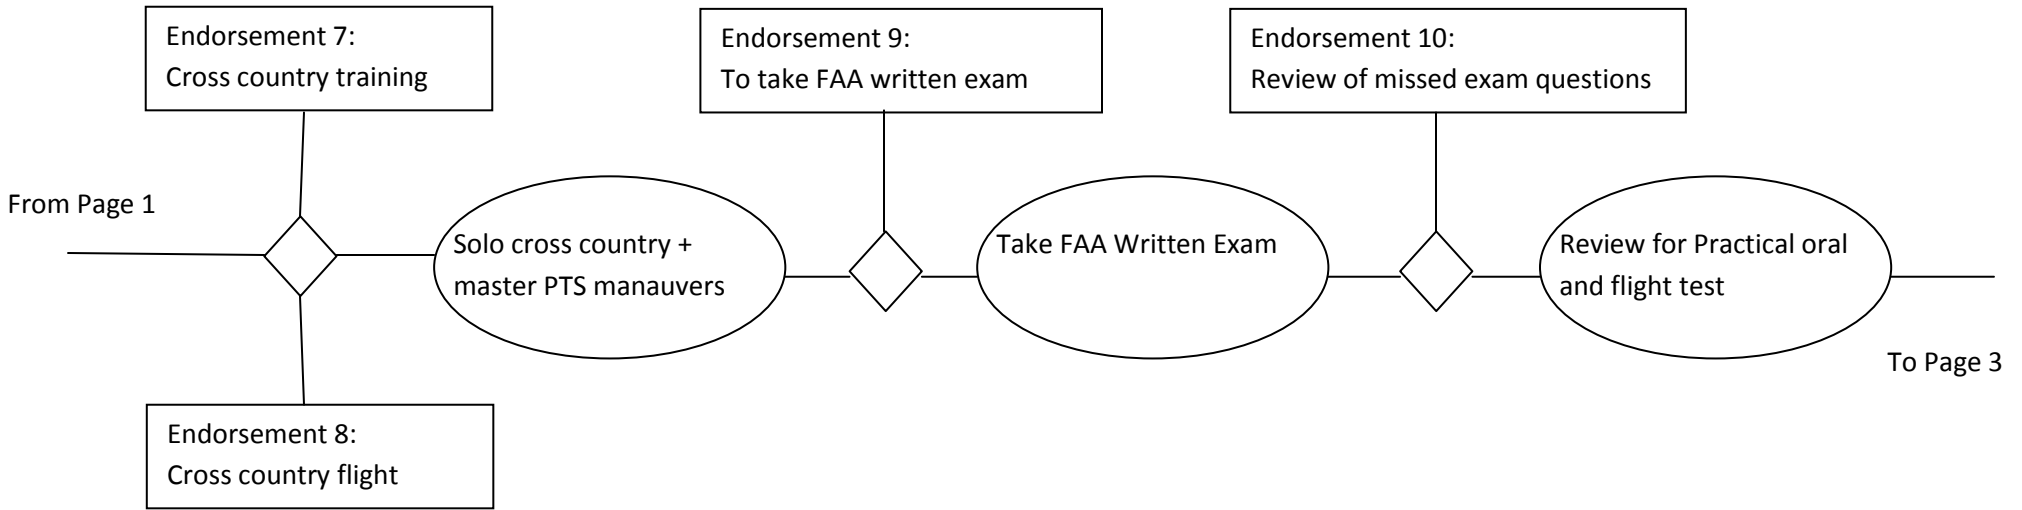 Endorsement 7:
Cross country training
Endorsement 9:
To take FAA written exam
Endorsement 10:
Review of missed exam questions
From Page 1
Solo cross country +
master PTS manauvers
Take FAA Written Exam
Review for Practical oral
and flight test
To Page 3
Endorsement 8:
Cross country flight